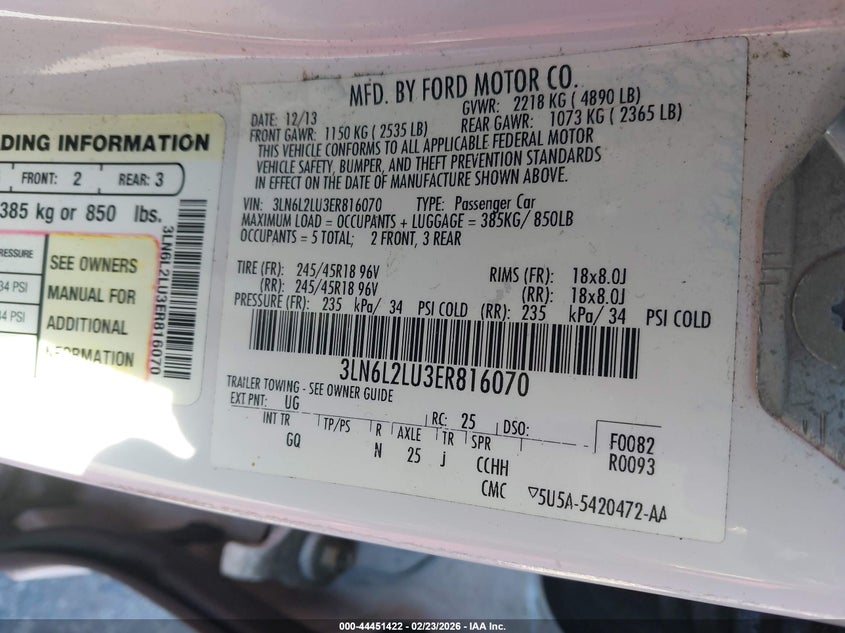 DING INFORMATION
FRONT: 2 REAR: 3
385 kg or 850 lbs.
RESSURE
34 PSI
4 PSI
SEE OWNERS
MANUAL FOR
ADDITIONAL
3LN6L2LU3ER816070
MFD. BY FORD MOTOR CO.
DATE: 12/13 GVWR: 2218 KG ( 4890 LB)
FRONT GAWR: 1150 KG ( 2535 LB) REAR GAWR: 1073 KG ( 2365 LB)
THIS VEHICLE CONFORMS TO ALL APPLICABLE FEDERAL MOTOR
VEHICLE SAFETY, BUMPER, AND THEFT PREVENTION STANDARDS
IN EFFECT ON THE DATE OF MANUFACTURE SHOWN ABOVE.
VIN: 3LN6L2LU3ER816070 TYPE: Passenger Car
MAXIMUM LOAD = OCCUPANTS + LUGGAGE = 385KG/ 850LB
OCCUPANTS = 5 TOTAL; 2 FRONT, 3 REAR
TIRE (FR): 245/45R18 96V RIMS (FR): 18x8.0J
(RR): 245/45R18 96V (RR): 18x8.0J
PRESSURE (FR): 235 kPa/ 34 PSI COLD (RR): 235 kPa/ 34 PSI COLD
3LN6L2LU3ER816070
TRAILER TOWING - SEE OWNER GUIDE
EXT PNT: UG RC: 25 DSO:
INT TR TP/PS R AXLE TR SPR F0082
GQ N 25 j CCHH R0093
CMC ▽5U5A-5420472-AA
000-44451422 - 02/23/2026 - IAA Inc.